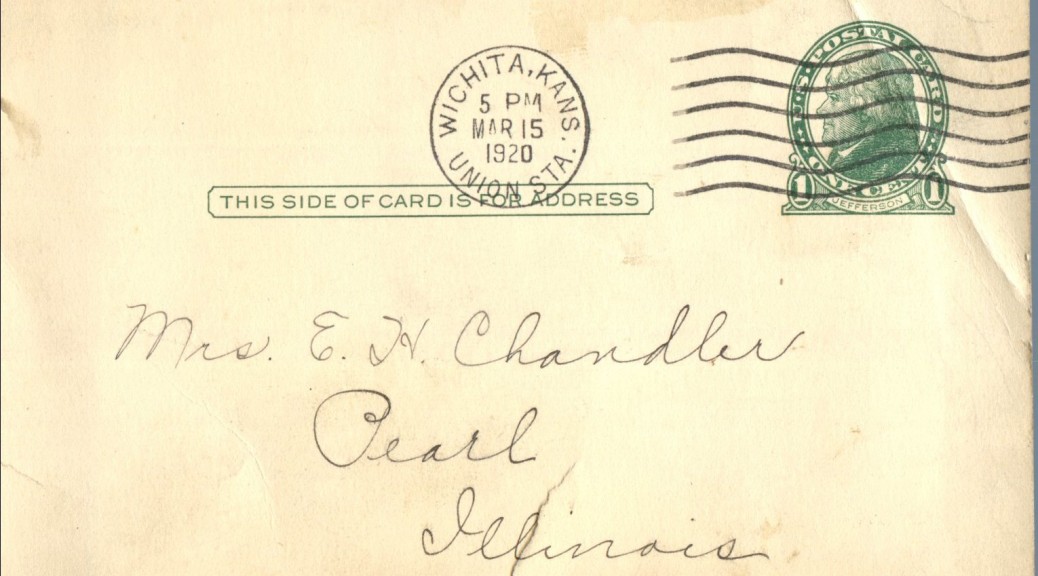 U.S. POSTAL CARD
ONE CENT
1 JEFFERSON 1
WICHITA, KANS.
5 PM
MAR 15
1920
UNION STA.
THIS SIDE OF CARD IS FOR ADDRESS
Mrs. E. H. Chandler
Pearl
Illinois